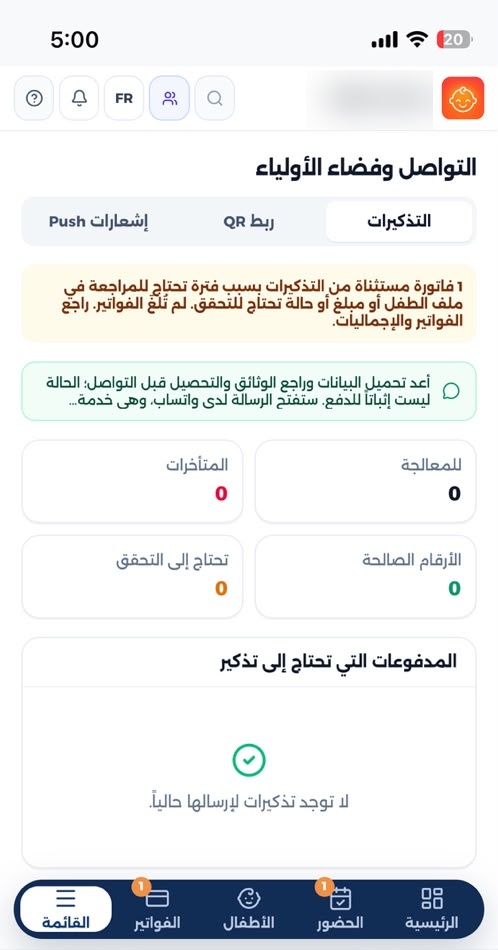 5:00
20
FR
التواصل وفضاء الأولياء
التذكيرات
ربط QR
إشعارات Push
1 فاتورة مستثناة من التذكيرات بسبب فترة تحتاج للمراجعة في
ملف الطفل أو مبلغ أو حالة تحتاج للتحقق. لم تُلغَ الفواتير. راجع
الفواتير والإجماليات.
أعد تحميل البيانات وراجع الوثائق والتحصيل قبل التواصل؛ الحالة
ليست إثباتاً للدفع. ستفتح الرسالة لدى واتساب، وهي خدمة...
للمعالجة
0
المتأخرات
0
الأرقام الصالحة
0
تحتاج إلى التحقق
0
المدفوعات التي تحتاج إلى تذكير
لا توجد تذكيرات لإرسالها حالياً.
الرئيسية
1
الحضور
الأطفال
1
الفواتير
القائمة